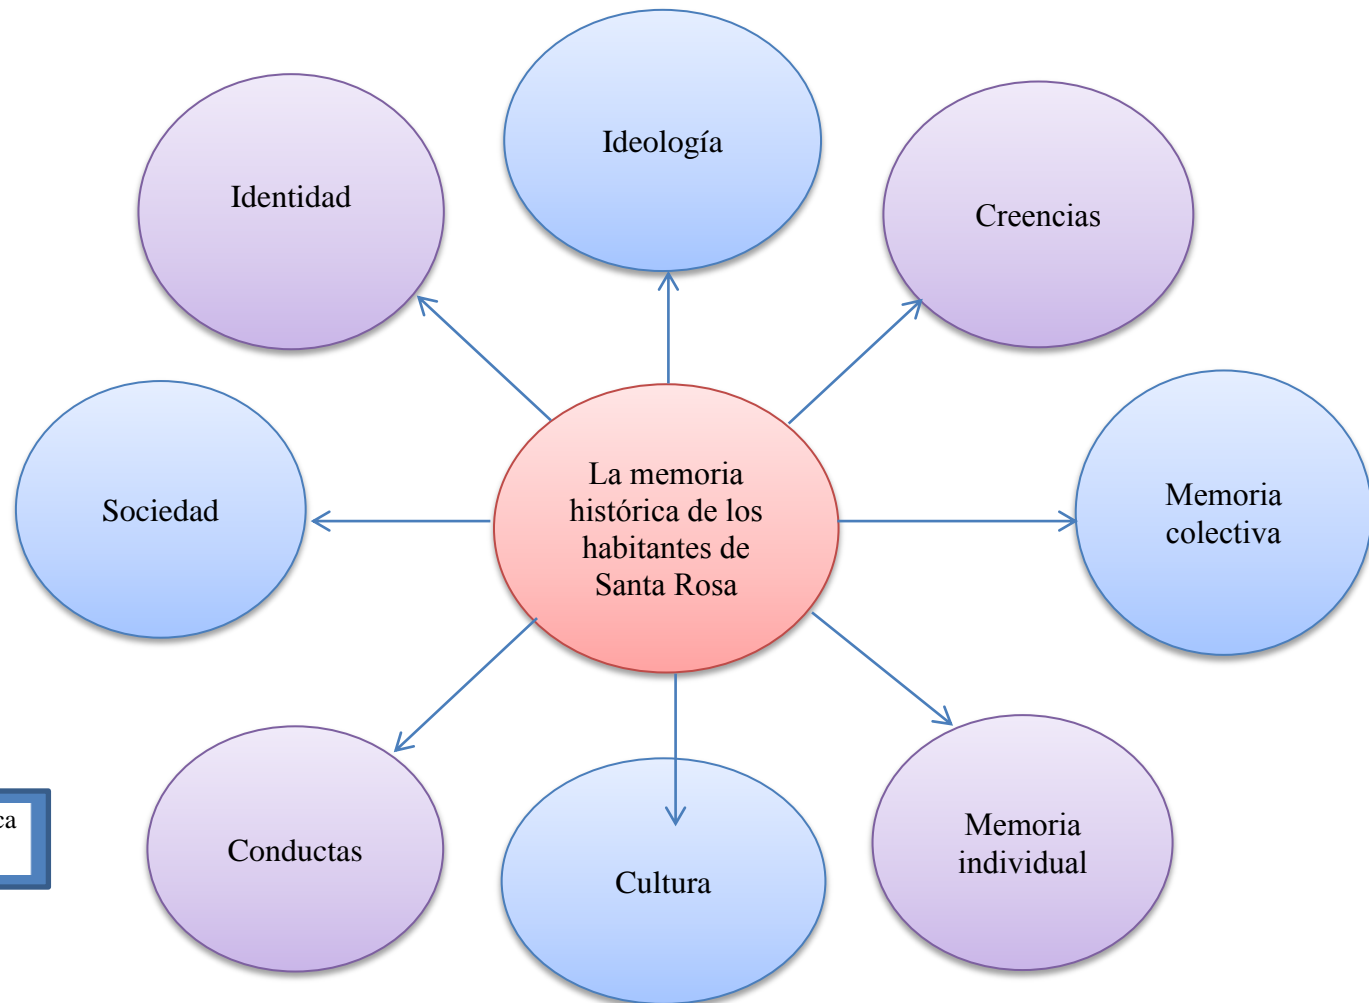 Ideología
Identidad
Creencias
La memoria
histórica de los
habitantes de
Santa Rosa
Sociedad
Memoria
colectiva
Conductas
Cultura
Memoria
individual